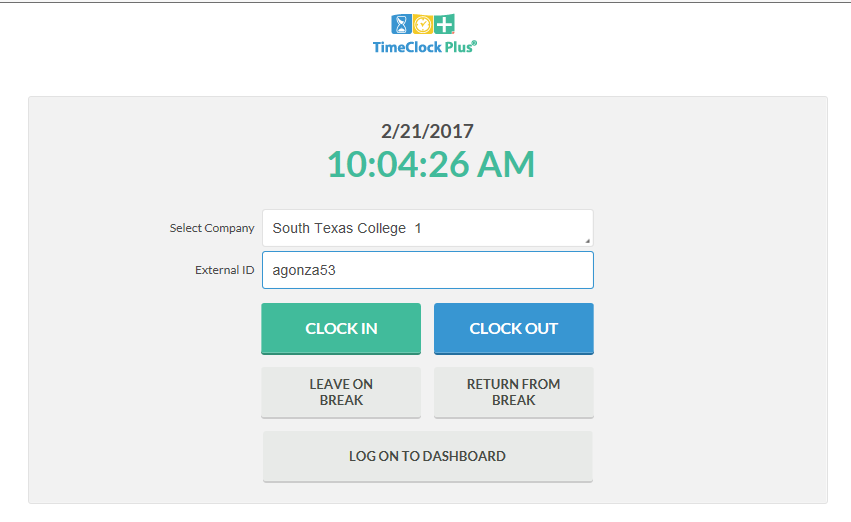 TimeClock Plus®
2/21/2017
10:04:26 AM
Select Company
South Texas College 1
External ID
agonza53
CLOCK IN
CLOCK OUT
LEAVE ON
BREAK
RETURN FROM
BREAK
LOG ON TO DASHBOARD